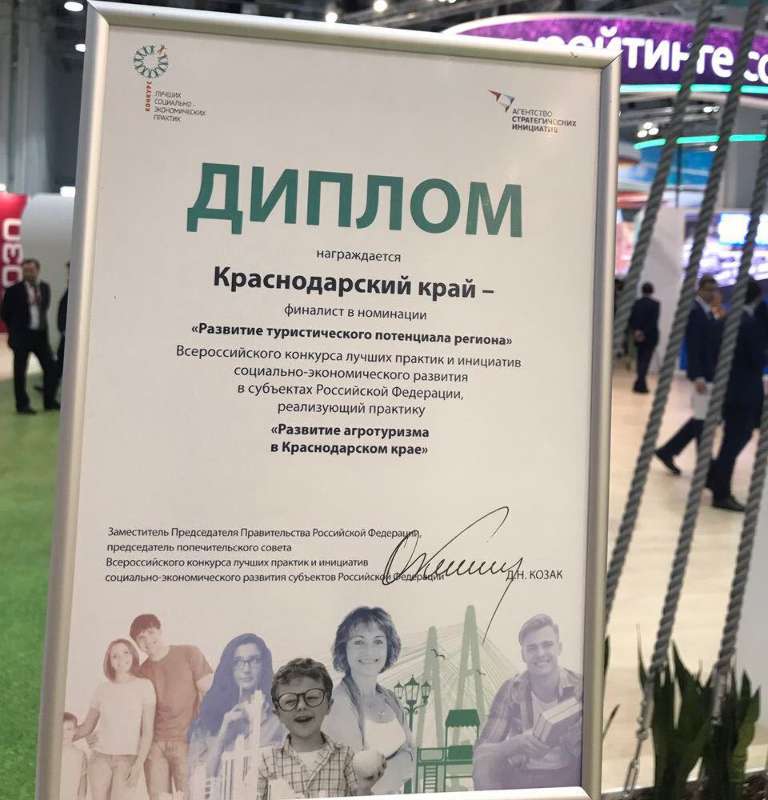 рейтинге со
КОНКУРС
ЛУЧШИХ
СОЦИАЛЬНО-
ЭКОНОМИЧЕСКИХ
ПРАКТИК
АГЕНТСТВО
СТРАТЕГИЧЕСКИХ
ИНИЦИАТИВ
ДИПЛОМ
награждается
Краснодарский край –
финалист в номинации
«Развитие туристического потенциала региона»
Всероссийского конкурса лучших практик и инициатив
социально-экономического развития
в субъектах Российской Федерации,
реализующий практику
«Развитие агротуризма
в Краснодарском крае»
Заместитель Председателя Правительства Российской Федерации,
председатель попечительского совета
Всероссийского конкурса лучших практик и инициатив
социально-экономического развития субъектов Российской Федерации
Д.Н. КОЗАК
030